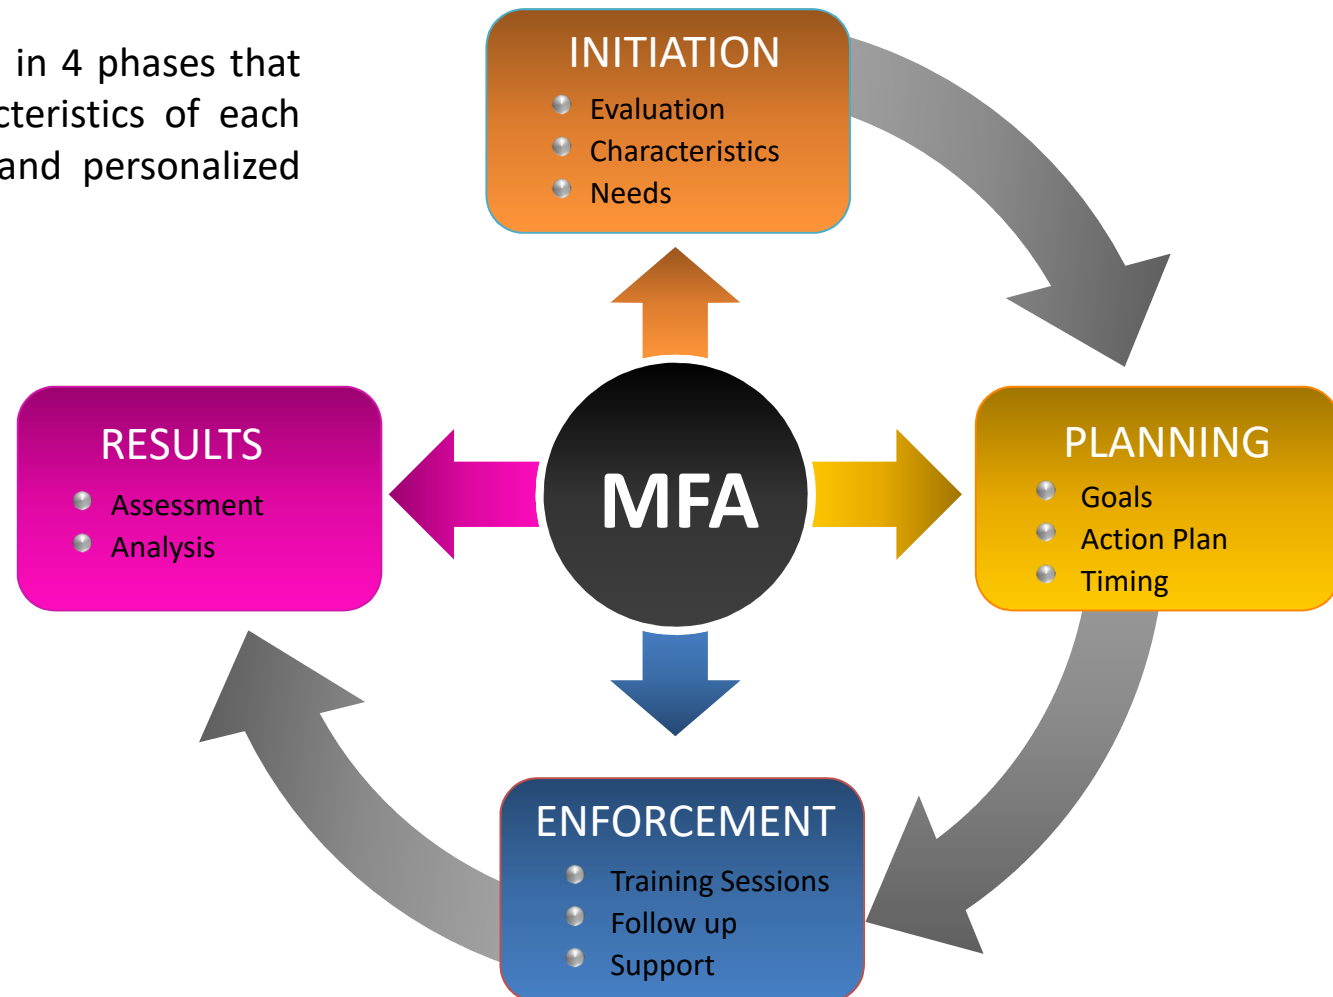 in 4 phases that
cteristics of each
and personalized
INITIATION
Evaluation
Characteristics
Needs
RESULTS
Assessment
Analysis
MFA
PLANNING
Goals
Action Plan
Timing
ENFORCEMENT
Training Sessions
Follow up
Support